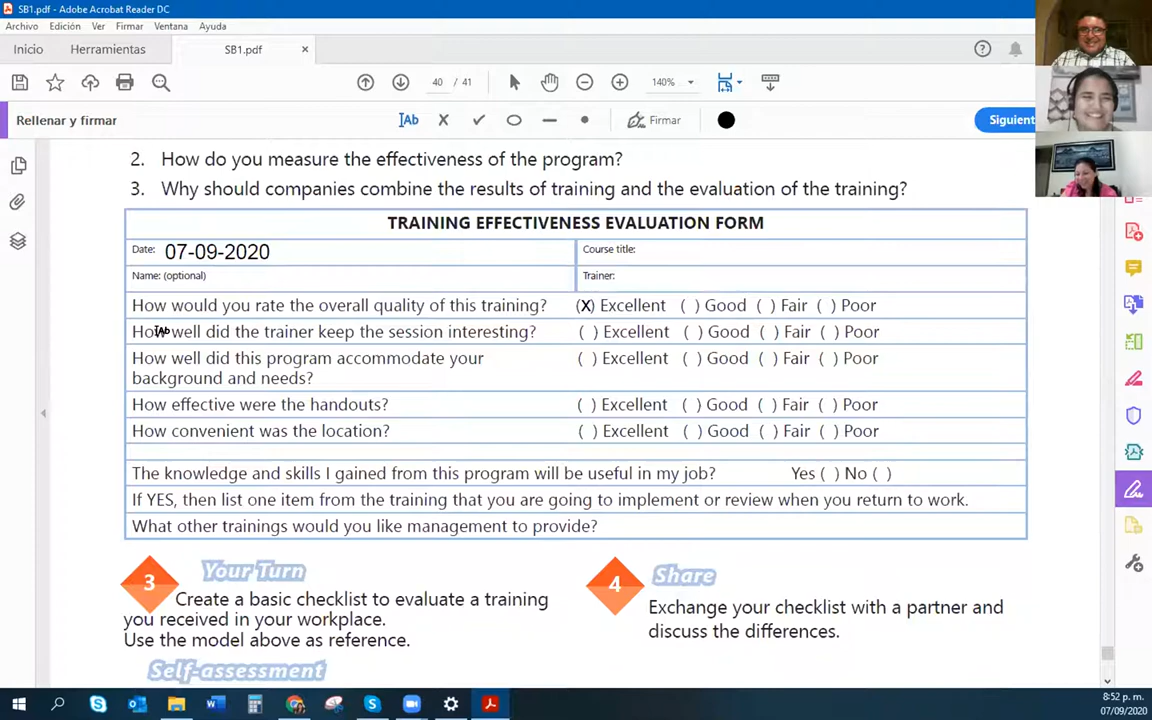 SB1.pdf - Adobe Acrobat Reader DC
Archivo Edición Ver Firmar Ventana Ayuda
Inicio Herramientas SB1.pdf ×
40 / 41 140%
Rellenar y firmar Ab Firmar Siguient
2. How do you measure the effectiveness of the program?
3. Why should companies combine the results of training and the evaluation of the training?
TRAINING EFFECTIVENESS EVALUATION FORM
Date: 07-09-2020 Course title:
Name: (optional) Trainer:
How would you rate the overall quality of this training? (X) Excellent ( ) Good ( ) Fair ( ) Poor
How well did the trainer keep the session interesting? ( ) Excellent ( ) Good ( ) Fair ( ) Poor
How well did this program accommodate your ( ) Excellent ( ) Good ( ) Fair ( ) Poor
background and needs?
How effective were the handouts? ( ) Excellent ( ) Good ( ) Fair ( ) Poor
How convenient was the location? ( ) Excellent ( ) Good ( ) Fair ( ) Poor
The knowledge and skills I gained from this program will be useful in my job? Yes ( ) No ( )
If YES, then list one item from the training that you are going to implement or review when you return to work.
What other trainings would you like management to provide?
3 Your Turn
Create a basic checklist to evaluate a training
you received in your workplace.
Use the model above as reference.
4 Share
Exchange your checklist with a partner and
discuss the differences.
Self-assessment
8:52 p. m.
07/09/2020